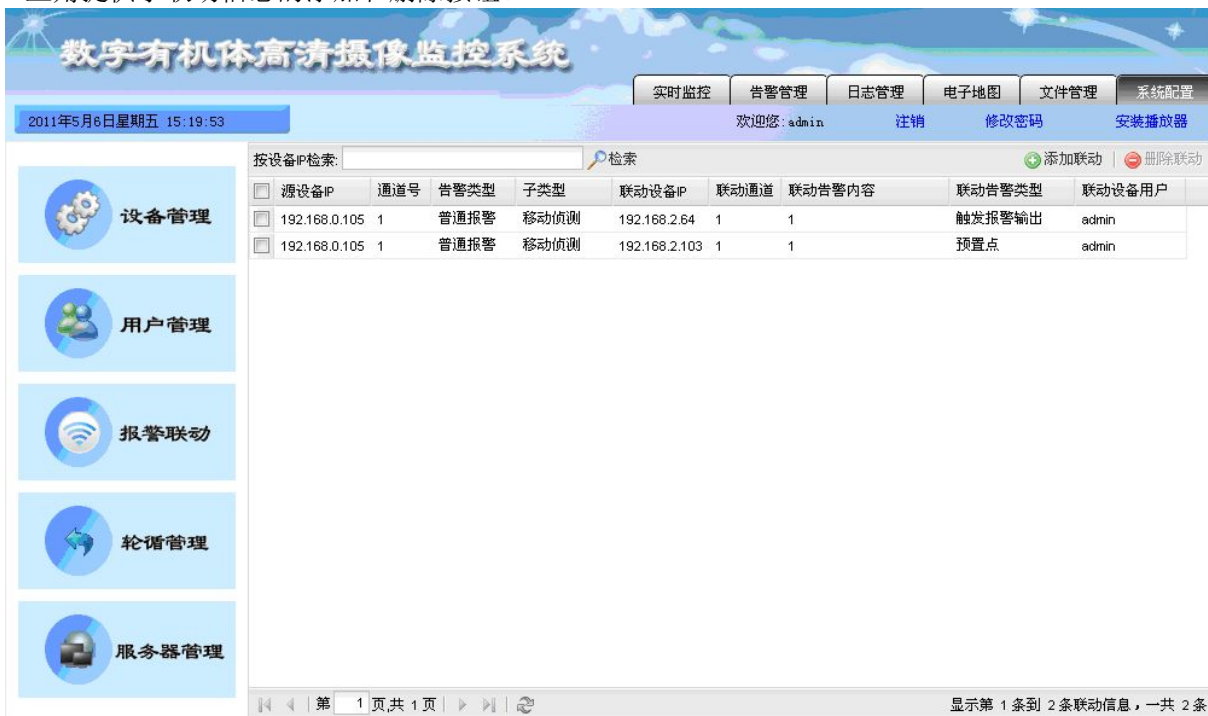 数字有机体高清摄像监控系统
实时监控 告警管理 日志管理 电子地图 文件管理 系统配置
2011年5月6日星期五 15:19:53 欢迎您:admin 注销 修改密码 安装播放器
按设备IP检索: 检索 添加联动 删除联动
源设备IP 通道号 告警类型 子类型 联动设备IP 联动通道 联动告警内容 联动告警类型 联动设备用户
192.168.0.105 1 普通报警 移动侦测 192.168.2.64 1 1 触发报警输出 admin
192.168.0.105 1 普通报警 移动侦测 192.168.2.103 1 1 预置点 admin
设备管理
用户管理
报警联动
轮循管理
服务器管理
第 1 页,共 1 页 显示第 1 条到 2 条联动信息，一共 2 条